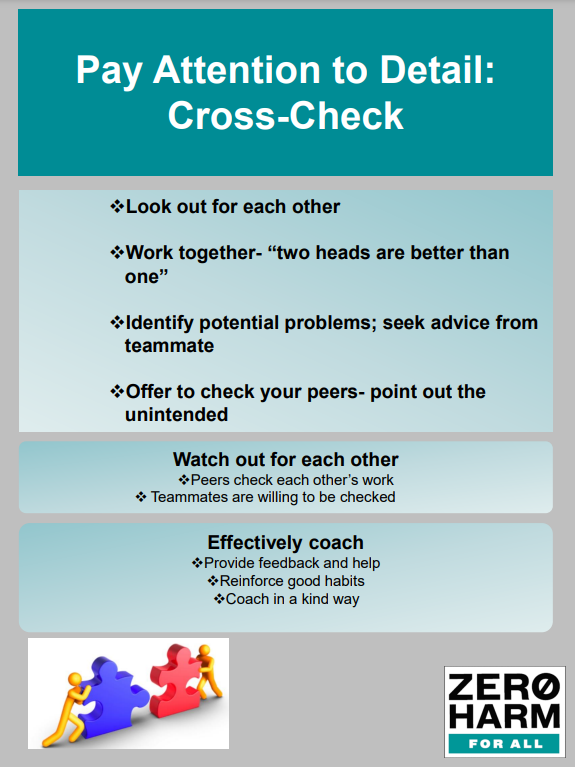 Pay Attention to Detail:
Cross-Check
❖Look out for each other
❖Work together- “two heads are better than
one”
❖Identify potential problems; seek advice from
teammate
❖Offer to check your peers- point out the
unintended
Watch out for each other
❖Peers check each other’s work
❖ Teammates are willing to be checked
Effectively coach
❖Provide feedback and help
❖Reinforce good habits
❖Coach in a kind way
ZERO
HARM
FOR ALL